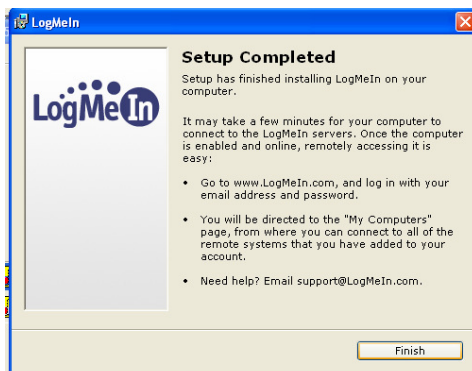 LogMeIn
LogMeIn
Setup Completed
Setup has finished installing LogMeIn on your
computer.
It may take a few minutes for your computer to
connect to the LogMeIn servers. Once the computer
is enabled and online, remotely accessing it is
easy:
• Go to www.LogMeIn.com, and log in with your
email address and password.
• You will be directed to the "My Computers"
page, from where you can connect to all of the
remote systems that you have added to your
account.
• Need help? Email support@LogMeIn.com.
Finish